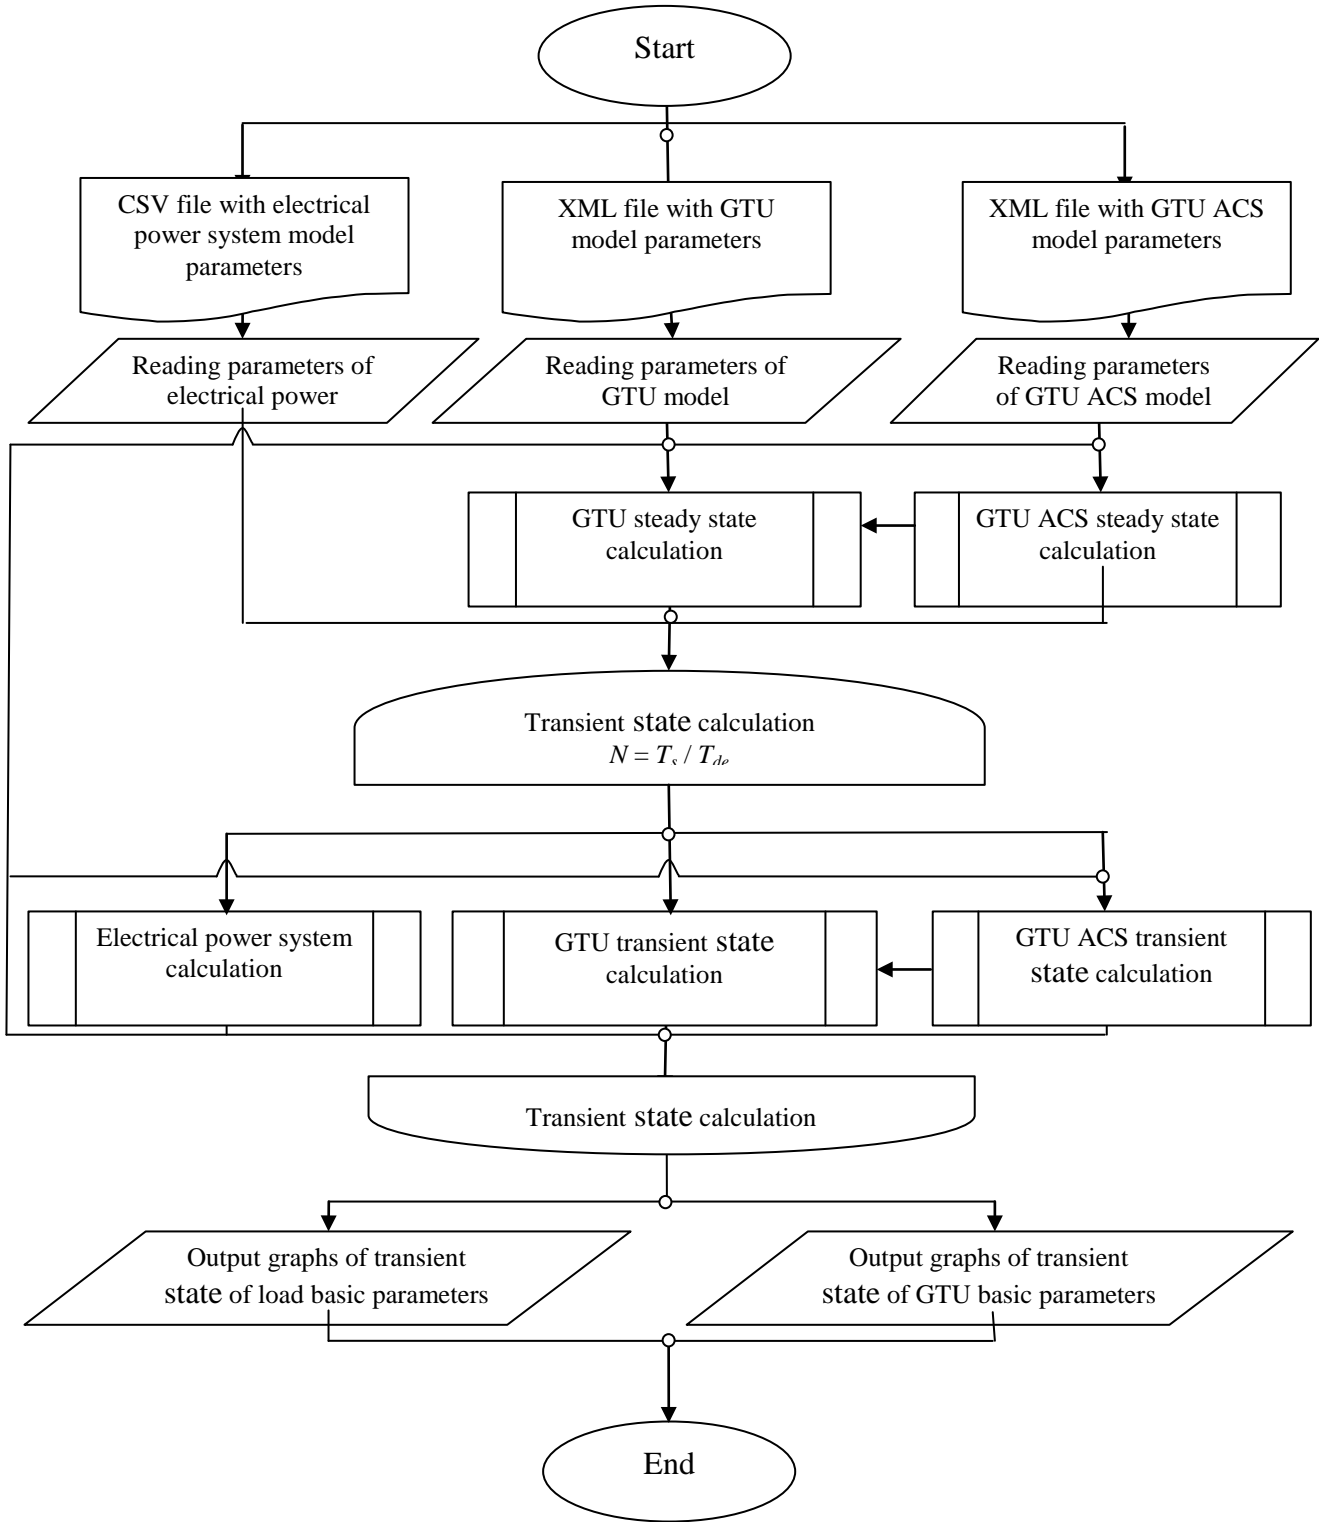 Start
CSV file with electrical
power system model
parameters
XML file with GTU
model parameters
XML file with GTU ACS
model parameters
Reading parameters of
electrical power
Reading parameters of
GTU model
Reading parameters
of GTU ACS model
GTU steady state
calculation
GTU ACS steady state
calculation
Transient state calculation
N = Ts / Tde
Electrical power system
calculation
GTU transient state
calculation
GTU ACS transient
state calculation
Transient state calculation
Output graphs of transient
state of load basic parameters
Output graphs of transient
state of GTU basic parameters
End